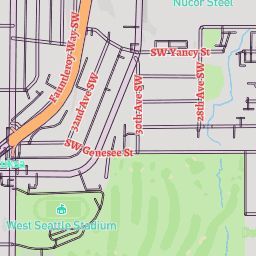 Nucor Steel
SW Yancy St
Fauntleroy Way SW
32nd Ave SW
30th Ave SW
28th Ave SW
SW Genesee St
West Seattle Stadium